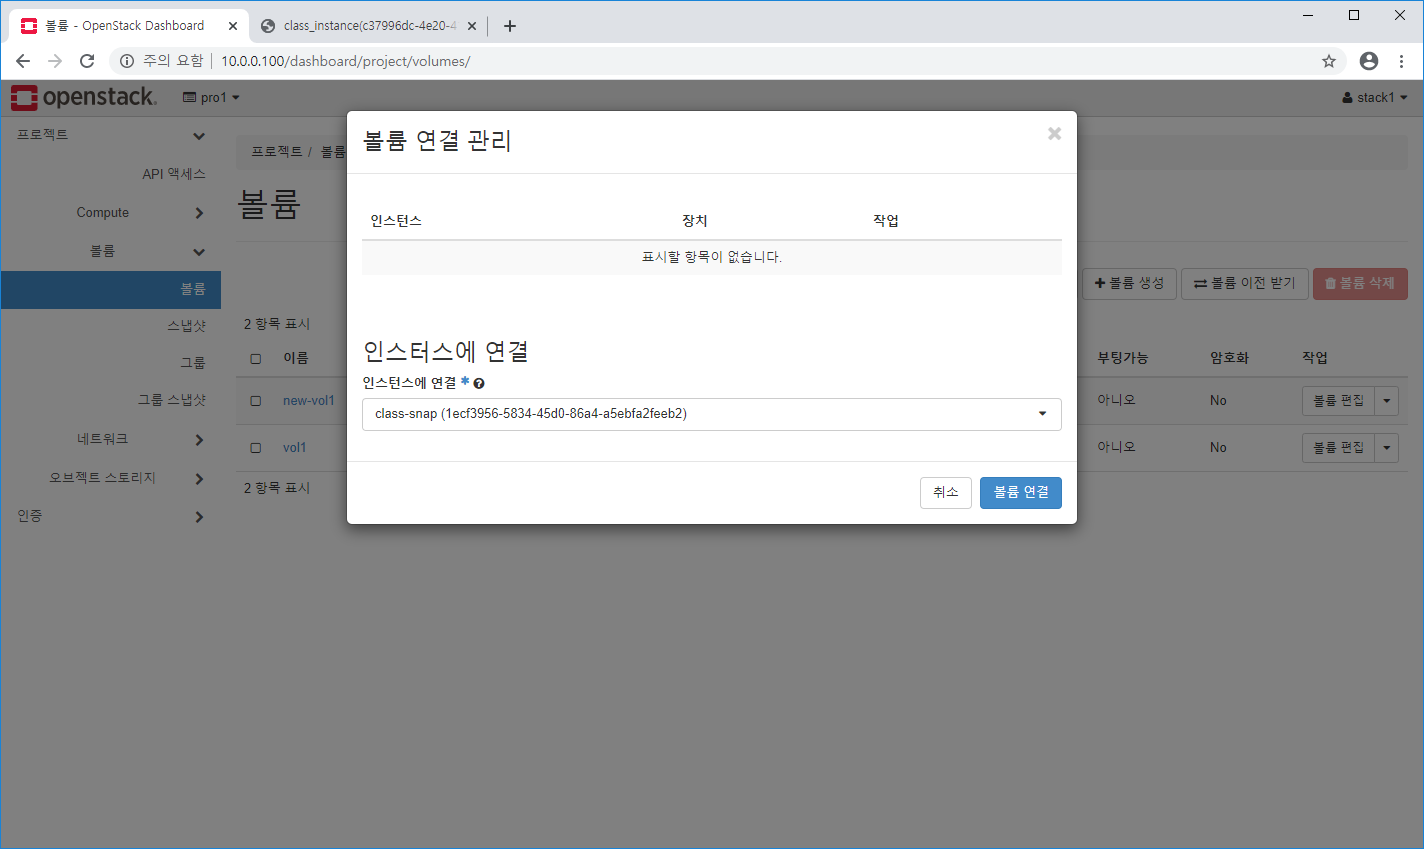 볼륨 - OpenStack Dashboard
class_instance(c37996dc-4e20-4
주의 요함 10.0.0.100/dashboard/project/volumes/
openstack.
pro1
stack1
프로젝트
API 액세스
Compute
볼륨
볼륨
스냅샷
그룹
그룹 스냅샷
네트워크
오브젝트 스토리지
인증
프로젝트 / 볼륨
볼륨
볼륨 생성
볼륨 이전 받기
볼륨 삭제
2 항목 표시
이름
부팅가능
암호화
작업
new-vol1
아니오
No
볼륨 편집
vol1
아니오
No
볼륨 편집
2 항목 표시
볼륨 연결 관리
인스턴스
장치
작업
표시할 항목이 없습니다.
인스터스에 연결
인스턴스에 연결 *
class-snap (1ecf3956-5834-45d0-86a4-a5ebfa2feeb2)
취소
볼륨 연결